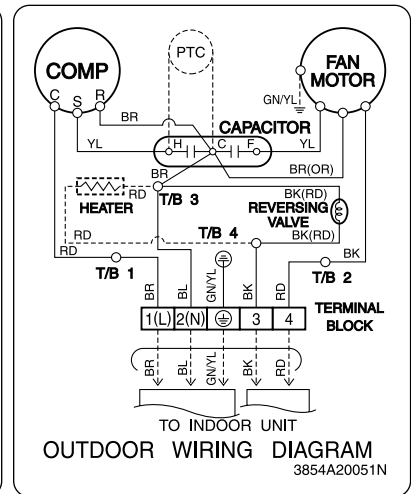 PTC
COMP
FAN
MOTOR
C
S
R
GN/YL
BR
CAPACITOR
YL
H
C
F
YL
BR
BR(OR)
RD
T/B 3
BK(RD)
HEATER
REVERSING
VALVE
T/B 4
BK(RD)
RD
RD
BK
T/B 1
T/B 2
BR
BL
GN/YL
BK
RD
1(L)
2(N)
3
4
TERMINAL
BLOCK
BR
BL
GN/YL
BK
RD
TO INDOOR UNIT
OUTDOOR WIRING DIAGRAM
3854A20051N